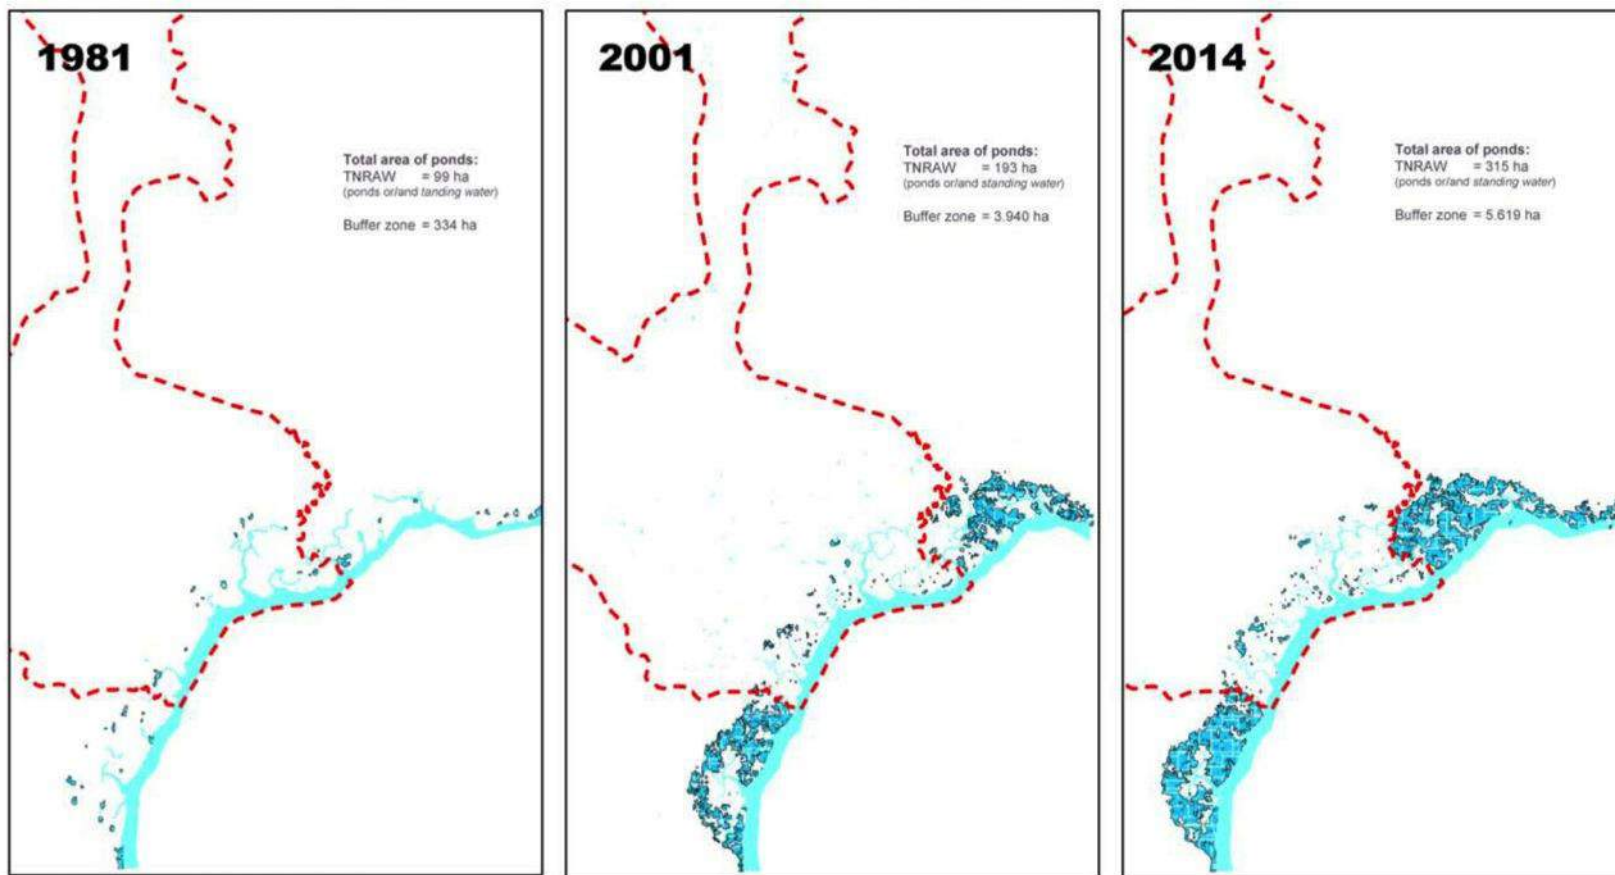 1981
Total area of ponds:
TNRAW = 99 ha
(ponds or/and tanding water)
Buffer zone = 334 ha
2001
Total area of ponds:
TNRAW = 193 ha
(ponds or/and standing water)
Buffer zone = 3.940 ha
2014
Total area of ponds:
TNRAW = 315 ha
(ponds or/and standing water)
Buffer zone = 5.619 ha